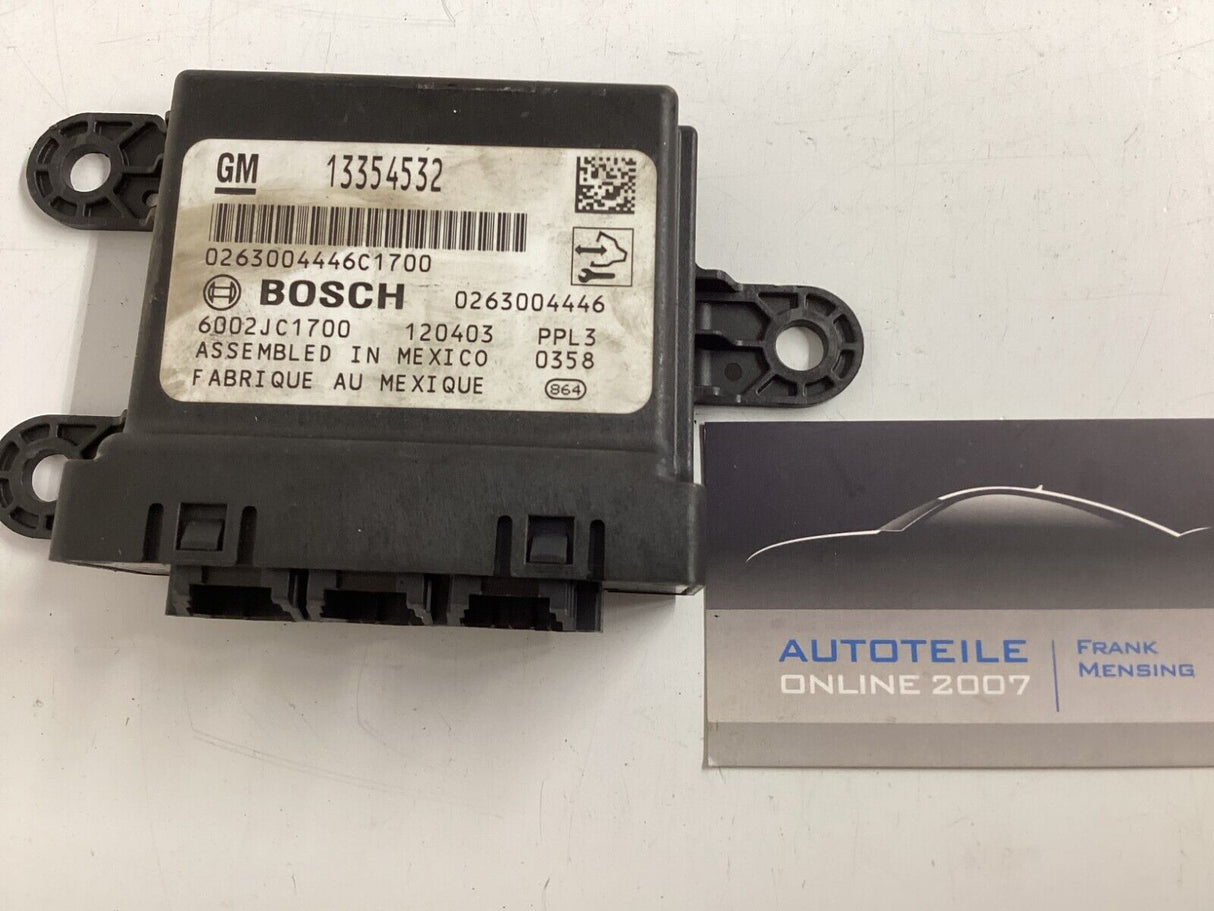 GM 13354532
0263004446C1700
BOSCH 0263004446
6002JC1700 120403 PPL3
ASSEMBLED IN MEXICO 0358
FABRIQUE AU MEXIQUE 864
AUTOTEILE
ONLINE 2007
FRANK
MENSING